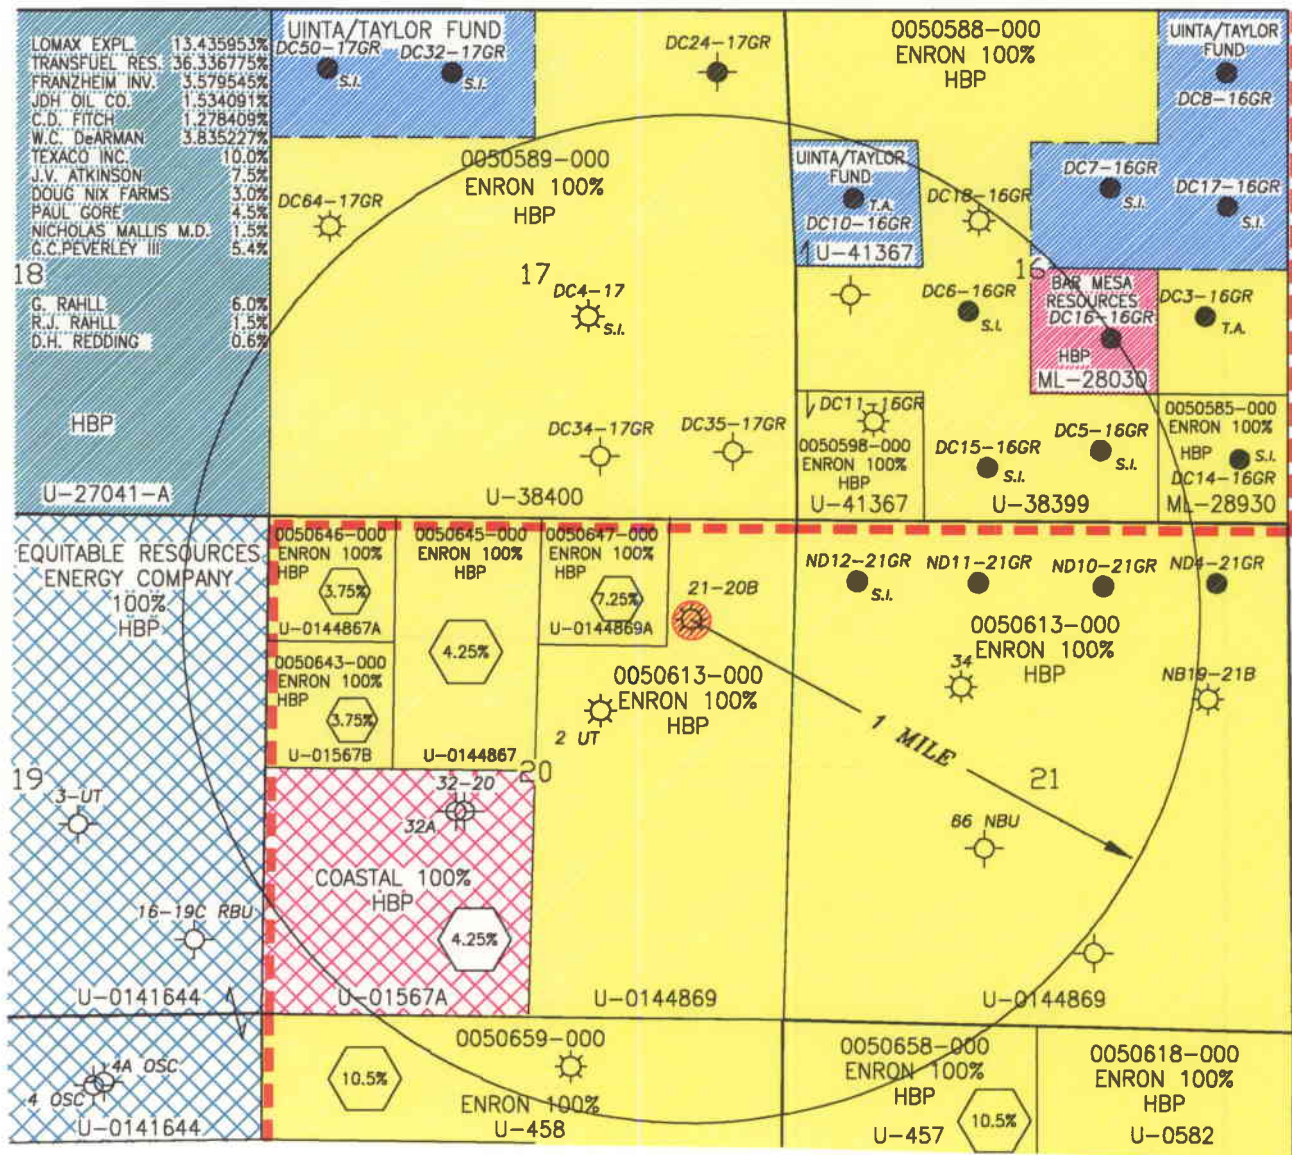 LOMAX EXPL. 13.435953%
TRANSFUEL RES. 36.336775%
FRANZHEIM INV. 3.579545%
JDH OIL CO. 1.534091%
C.D. FITCH 1.278409%
W.C. DeARMAN 3.835227%
TEXACO INC. 10.0%
J.V. ATKINSON 7.5%
DOUG NIX FARMS 3.0%
PAUL GORE 4.5%
NICHOLAS MALLIS M.D. 1.5%
G.C.PEVERLEY III 5.4%
18
G. RAHLL 6.0%
R.J. RAHLL 1.5%
D.H. REDDING 0.6%
HBP
U-27041-A
UINTA/TAYLOR FUND
DC50-17GR DC32-17GR
S.I. S.I.
DC24-17GR
0050589-000
ENRON 100%
HBP
DC64-17GR
17
DC4-17
S.I.
DC34-17GR DC35-17GR
U-38400
0050588-000
ENRON 100%
HBP
UINTA/TAYLOR
FUND
DC8-16GR
UINTA/TAYLOR
FUND
T.A.
DC10-16GR
1
U-41367
DC18-16GR
DC7-16GR
S.I.
DC17-16GR
S.I.
16
DC6-16GR
S.I.
BAR MESA
RESOURCES
DC16-16GR
HBP
ML-28030
DC3-16GR
T.A.
DC11-16GR
0050598-000
ENRON 100%
HBP
U-41367
DC15-16GR
S.I.
DC5-16GR
S.I.
U-38399
0050585-000
ENRON 100%
HBP S.I.
DC14-16GR
ML-28930
EQUITABLE RESOURCES
ENERGY COMPANY
100%
HBP
19
3-UT
16-19C RBU
U-0141644
0050646-000
ENRON 100%
HBP
3.75%
U-0144867A
0050643-000
ENRON 100%
HBP
3.75%
U-01567B
0050645-000
ENRON 100%
HBP
4.25%
U-0144867
0050647-000
ENRON 100%
HBP
7.25%
U-0144869A
21-20B
0050613-000
ENRON 100%
HBP
2 UT
20
32-20
32A
COASTAL 100%
HBP
4.25%
U-01567A
U-0144869
ND12-21GR ND11-21GR ND10-21GR ND4-21GR
S.I.
0050613-000
ENRON 100%
HBP
34
NB19-21B
1 MILE
21
66 NBU
U-0144869
4A OSC
4 OSC
U-0141644
0050659-000
10.5%
ENRON 100%
U-458
0050658-000
ENRON 100%
HBP
10.5%
U-457
0050618-000
ENRON 100%
HBP
U-0582